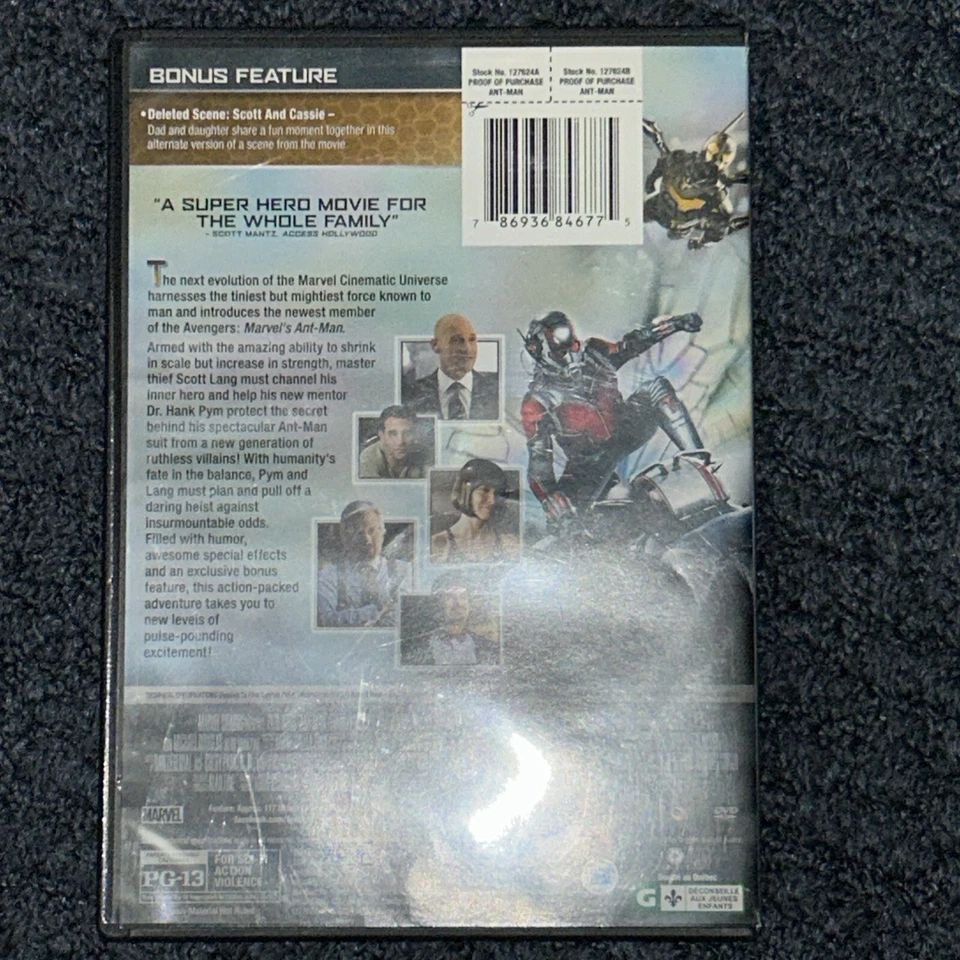 BONUS FEATURE
Stock No. 127624A
PROOF OF PURCHASE
ANT-MAN
Stock No. 127624B
PROOF OF PURCHASE
ANT-MAN
• Deleted Scene: Scott And Cassie –
Dad and daughter share a fun moment together in this
alternate version of a scene from the movie.
7 86936 84677 5
"A SUPER HERO MOVIE FOR
THE WHOLE FAMILY"
- SCOTT MANTZ, ACCESS HOLLYWOOD
The next evolution of the Marvel Cinematic Universe
harnesses the tiniest but mightiest force known to
man and introduces the newest member
of the Avengers: Marvel's Ant-Man.
Armed with the amazing ability to shrink
in scale but increase in strength, master
thief Scott Lang must channel his
inner hero and help his new mentor
Dr. Hank Pym protect the secret
behind his spectacular Ant-Man
suit from a new generation of
ruthless villains! With humanity's
fate in the balance, Pym and
Lang must plan and pull off a
daring heist against
insurmountable odds.
Filled with humor,
awesome special effects
and an exclusive bonus
feature, this action-packed
adventure takes you to
new levels of
pulse-pounding
excitement!
MARVEL
DVD
PG-13
FOR SCI-FI
ACTION
VIOLENCE
G
DÉCONSEILLÉ
AUX JEUNES
ENFANTS